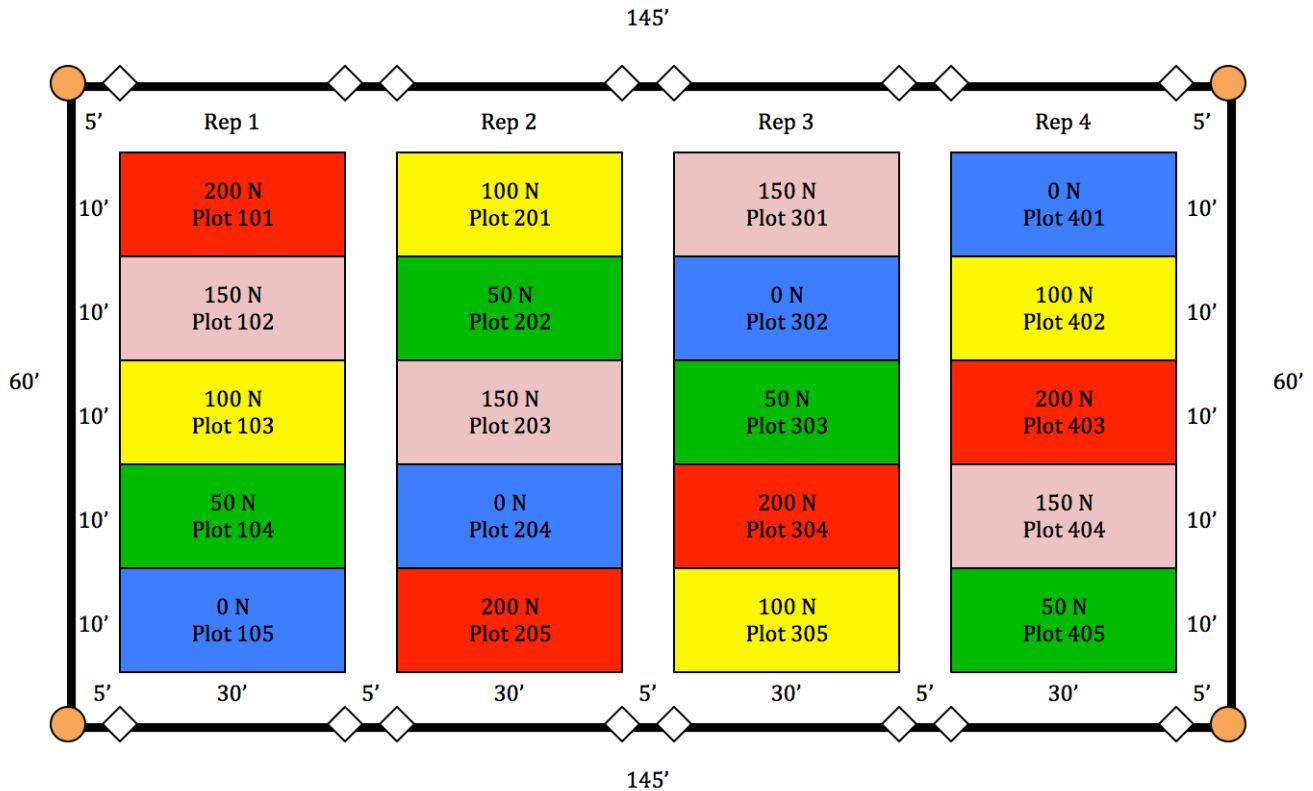 145’
5’ Rep 1 Rep 2 Rep 3 Rep 4 5’
200 N 100 N 150 N 0 N
10’ Plot 101 Plot 201 Plot 301 Plot 401 10’
150 N 50 N 0 N 100 N
10’ Plot 102 Plot 202 Plot 302 Plot 402 10’
60’ 60’
100 N 150 N 50 N 200 N
10’ Plot 103 Plot 203 Plot 303 Plot 403 10’
50 N 0 N 200 N 150 N
10’ Plot 104 Plot 204 Plot 304 Plot 404 10’
0 N 200 N 100 N 50 N
10’ Plot 105 Plot 205 Plot 305 Plot 405 10’
5’ 30’ 5’ 30’ 5’ 30’ 5’ 30’ 5’
145’